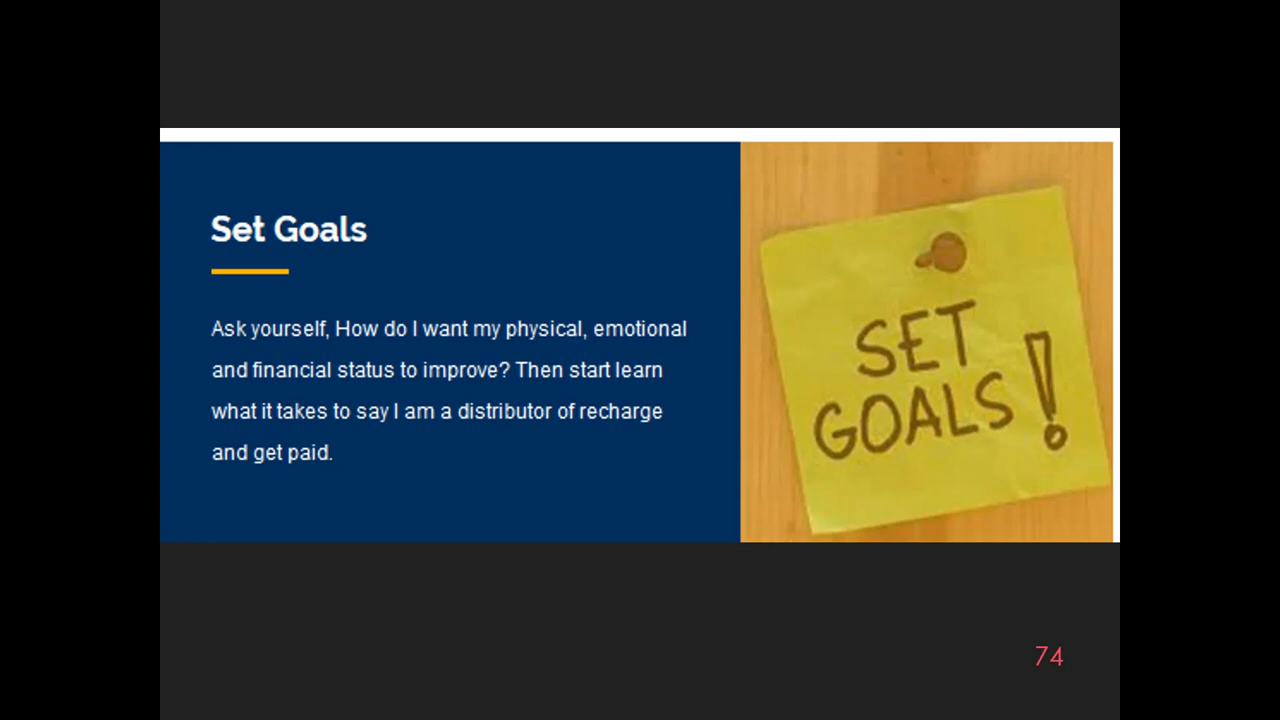 Set Goals
Ask yourself, How do I want my physical, emotional
and financial status to improve? Then start learn
what it takes to say I am a distributor of recharge
and get paid.
SET
GOALS!
74